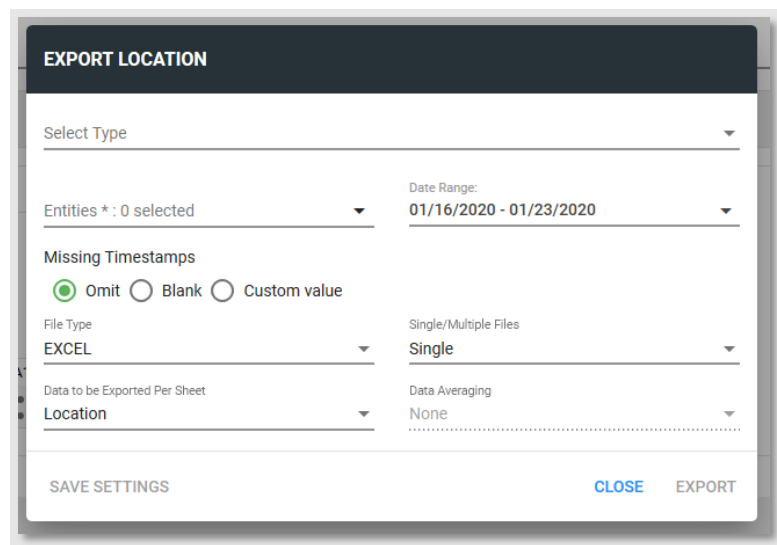 EXPORT LOCATION
Select Type
Entities * : 0 selected
Date Range:
01/16/2020 - 01/23/2020
Missing Timestamps
Omit Blank Custom value
File Type
EXCEL
Single/Multiple Files
Single
Data to be Exported Per Sheet
Location
Data Averaging
None
SAVE SETTINGS CLOSE EXPORT